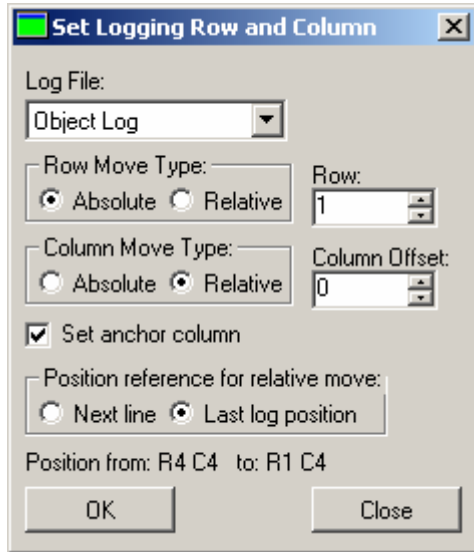 Set Logging Row and Column
Log File:
Object Log
Row Move Type:
Absolute Relative
Row:
1
Column Move Type:
Absolute Relative
Column Offset:
0
Set anchor column
Position reference for relative move:
Next line Last log position
Position from: R4 C4 to: R1 C4
OK Close